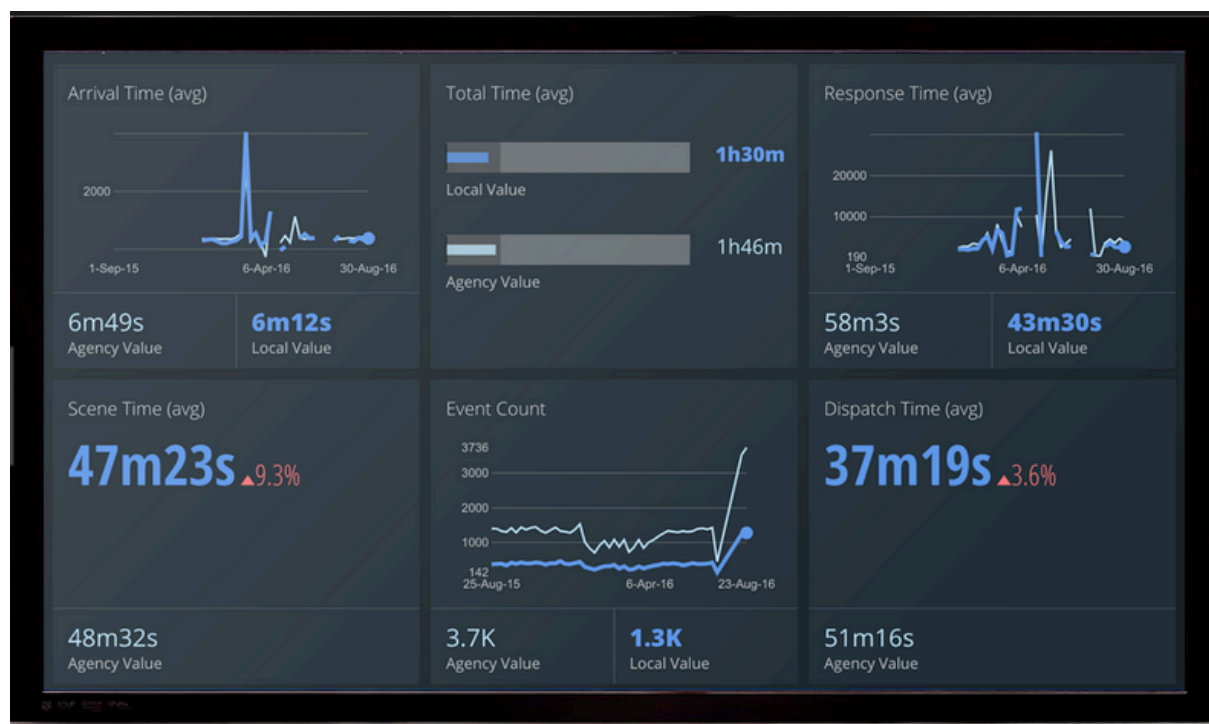 Arrival Time (avg)
2000
1-Sep-15 6-Apr-16 30-Aug-16
6m49s
Agency Value
6m12s
Local Value
Total Time (avg)
1h30m
Local Value
1h46m
Agency Value
Response Time (avg)
20000
10000
190
1-Sep-15 6-Apr-16 30-Aug-16
58m3s
Agency Value
43m30s
Local Value
Scene Time (avg)
47m23s ▲9.3%
48m32s
Agency Value
Event Count
3736
3000
2000
1000
142
25-Aug-15 6-Apr-16 23-Aug-16
3.7K
Agency Value
1.3K
Local Value
Dispatch Time (avg)
37m19s ▲3.6%
51m16s
Agency Value